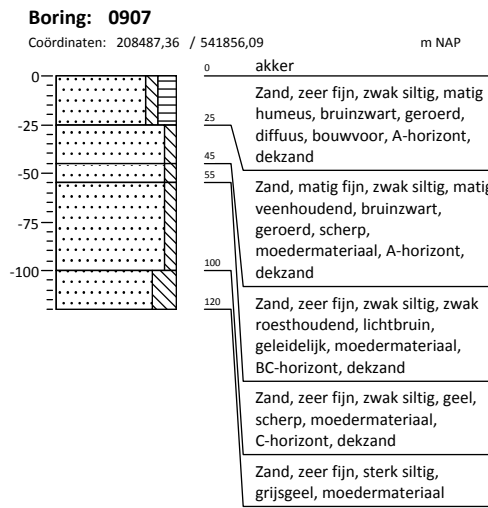 Boring: 0907
Coördinaten: 208487,36 / 541856,09 m NAP
0
-25
-50
-75
-100
0
25
45
55
100
120
akker
Zand, zeer fijn, zwak siltig, matig
humeus, bruinzwart, geroerd,
diffuus, bouwvoor, A-horizont,
dekzand
Zand, matig fijn, zwak siltig, matig
veenhoudend, bruinzwart,
geroerd, scherp,
moedermateriaal, A-horizont,
dekzand
Zand, zeer fijn, zwak siltig, zwak
roesthoudend, lichtbruin,
geleidelijk, moedermateriaal,
BC-horizont, dekzand
Zand, zeer fijn, zwak siltig, geel,
scherp, moedermateriaal,
C-horizont, dekzand
Zand, zeer fijn, sterk siltig,
grijsgeel, moedermateriaal